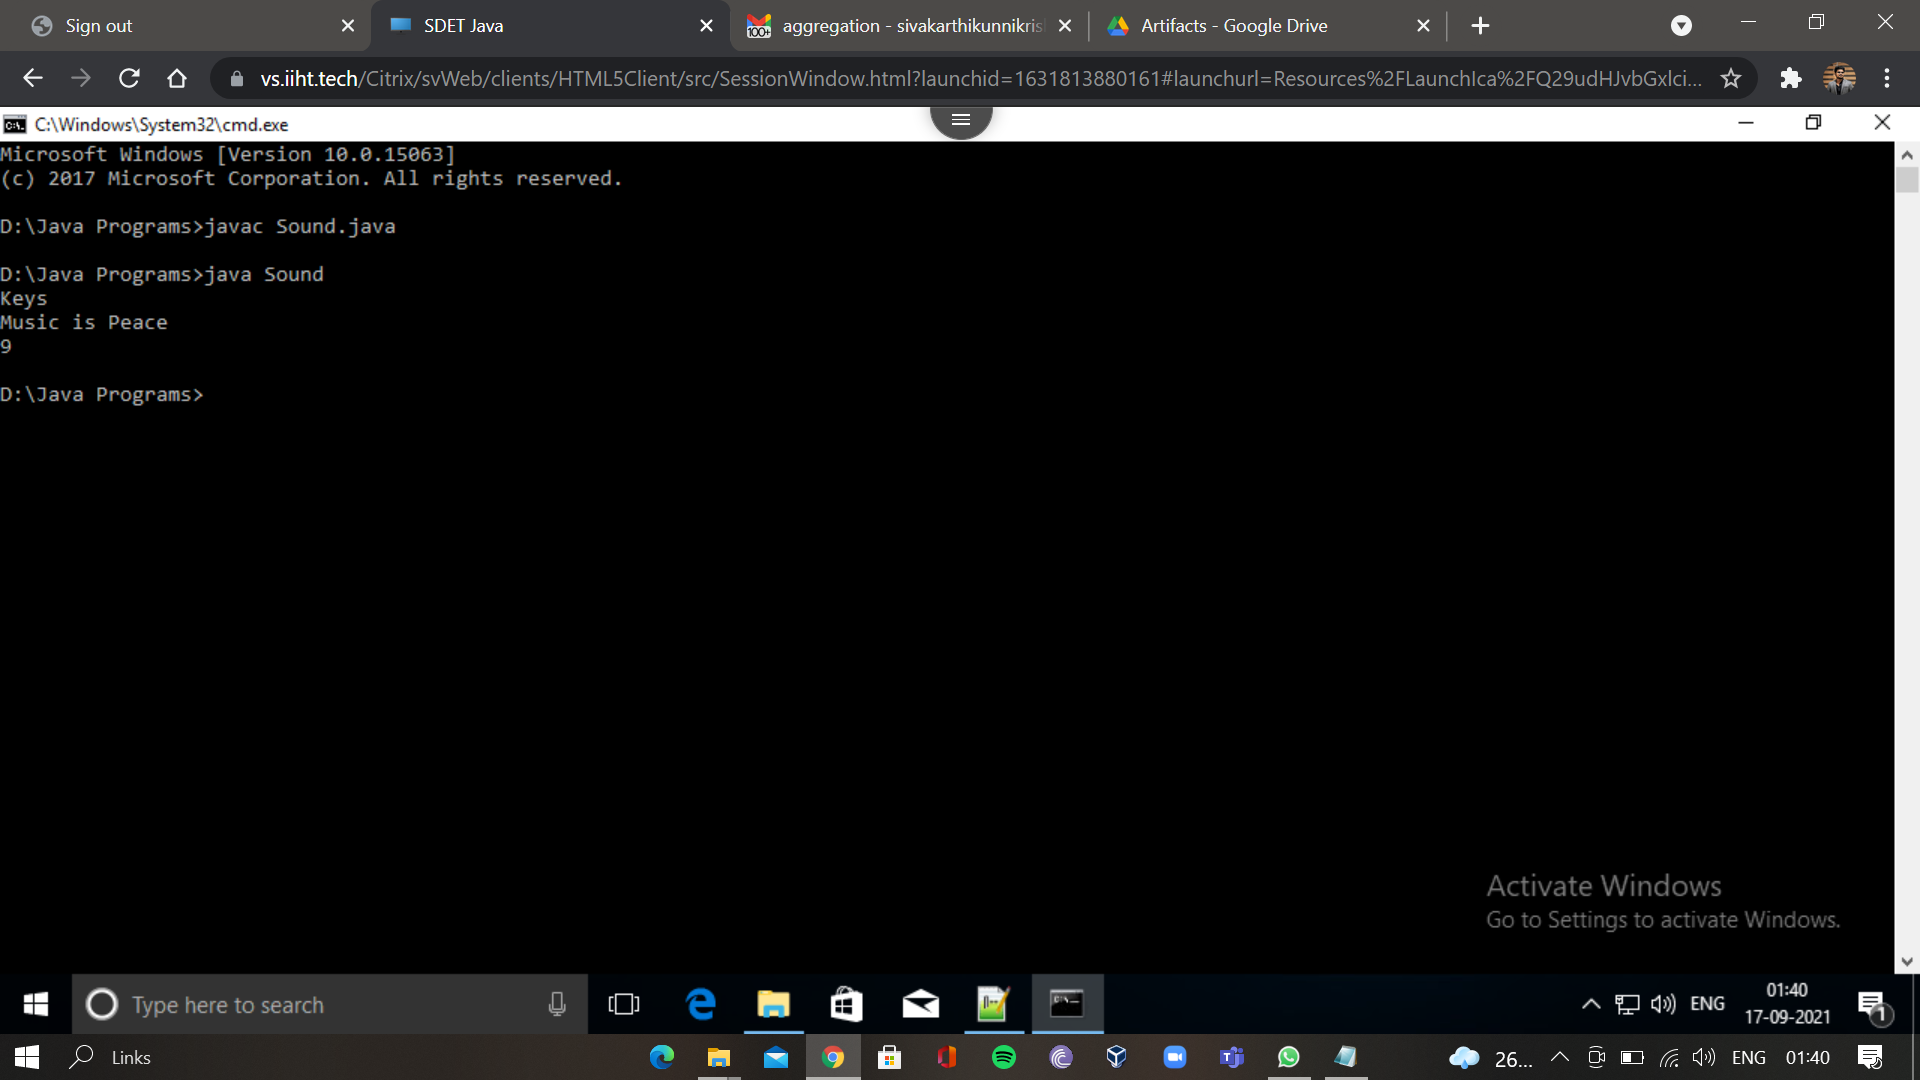 Sign out
SDET Java
aggregation - sivakarthikunnikris
Artifacts - Google Drive
vs.iiht.tech/Citrix/svWeb/clients/HTML5Client/src/SessionWindow.html?launchid=1631813880161#launchurl=Resources%2FLaunchIca%2FQ29udHJvbGxlci...
C:\Windows\System32\cmd.exe
Microsoft Windows [Version 10.0.15063]
(c) 2017 Microsoft Corporation. All rights reserved.
D:\Java Programs>javac Sound.java
D:\Java Programs>java Sound
Keys
Music is Peace
9
D:\Java Programs>
Activate Windows
Go to Settings to activate Windows.
Type here to search
ENG
01:40
17-09-2021
1
Links
26...
ENG
01:40